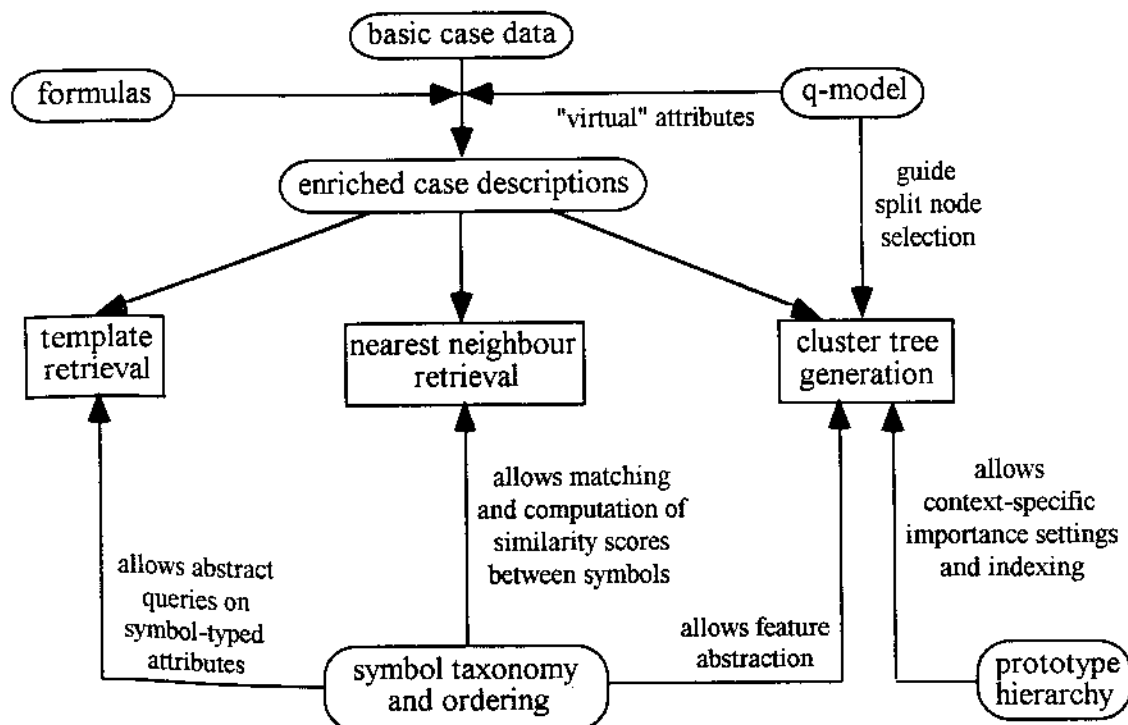 basic case data
formulas
q-model
"virtual" attributes
enriched case descriptions
guide
split node
selection
template
retrieval
nearest neighbour
retrieval
cluster tree
generation
allows matching
and computation of
similarity scores
between symbols
allows
context-specific
importance settings
and indexing
allows abstract
queries on
symbol-typed
attributes
allows feature
abstraction
symbol taxonomy
and ordering
prototype
hierarchy